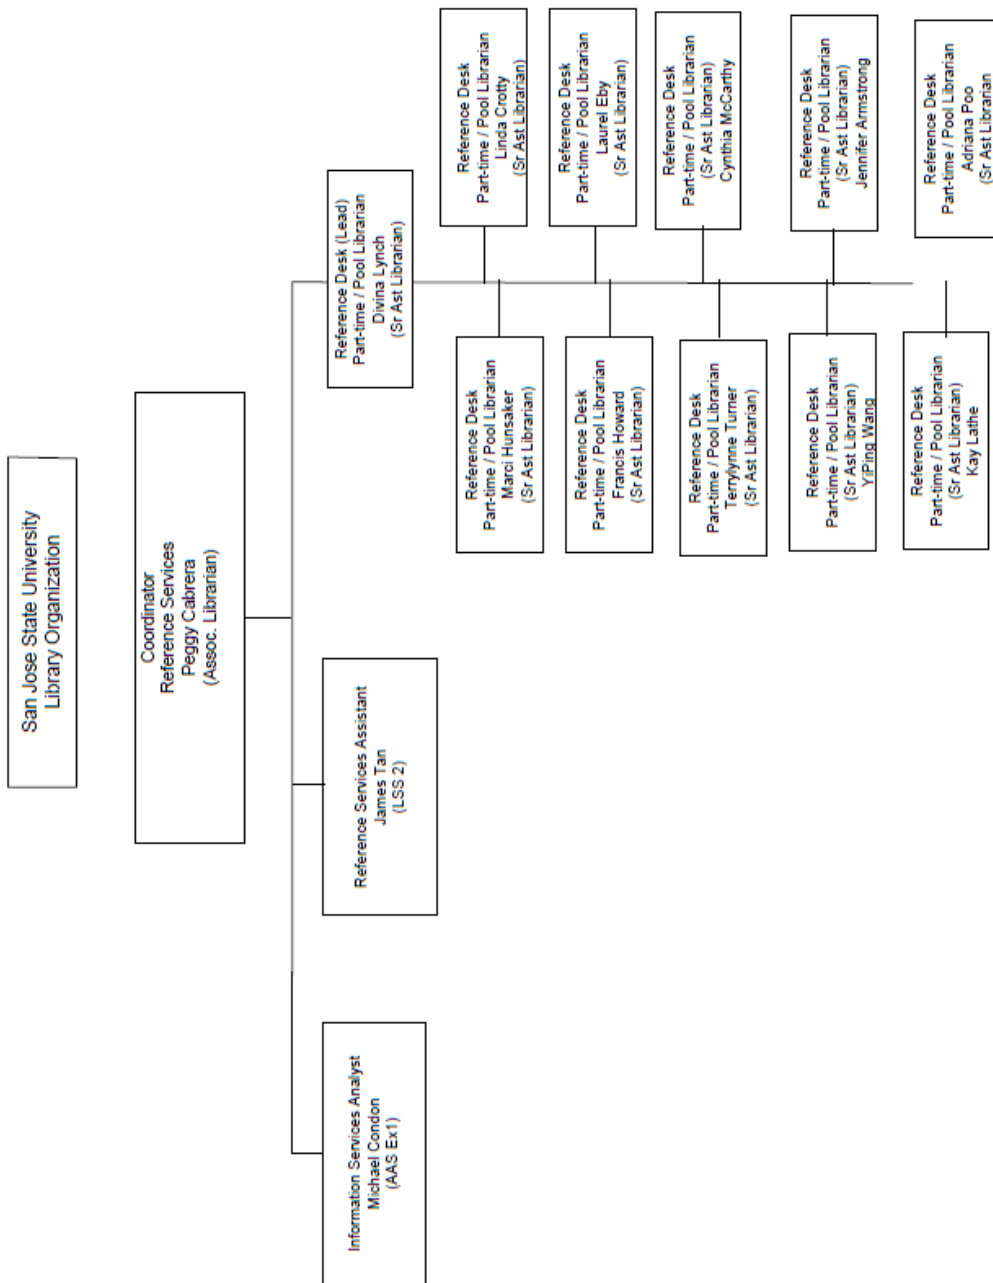 San Jose State University
Library Organization
Coordinator
Reference Services
Peggy Cabrera
(Assoc. Librarian)
Information Services Analyst
Michael Condon
(AAS Ex1)
Reference Services Assistant
James Tan
(LSS 2)
Reference Desk (Lead)
Part-time / Pool Librarian
Divina Lynch
(Sr Ast Librarian)
Reference Desk
Part-time / Pool Librarian
Marci Hunsaker
(Sr Ast Librarian)
Reference Desk
Part-time / Pool Librarian
Linda Crotty
(Sr Ast Librarian)
Reference Desk
Part-time / Pool Librarian
Francis Howard
(Sr Ast Librarian)
Reference Desk
Part-time / Pool Librarian
Laurel Eby
(Sr Ast Librarian)
Reference Desk
Part-time / Pool Librarian
Terrylynne Turner
(Sr Ast Librarian)
Reference Desk
Part-time / Pool Librarian
(Sr Ast Librarian)
Cynthia McCarthy
Reference Desk
Part-time / Pool Librarian
(Sr Ast Librarian)
YiPing Wang
Reference Desk
Part-time / Pool Librarian
(Sr Ast Librarian)
Jennifer Armstrong
Reference Desk
Part-time / Pool Librarian
(Sr Ast Librarian)
Kay Lathe
Reference Desk
Part-time / Pool Librarian
Adriana Poo
(Sr Ast Librarian